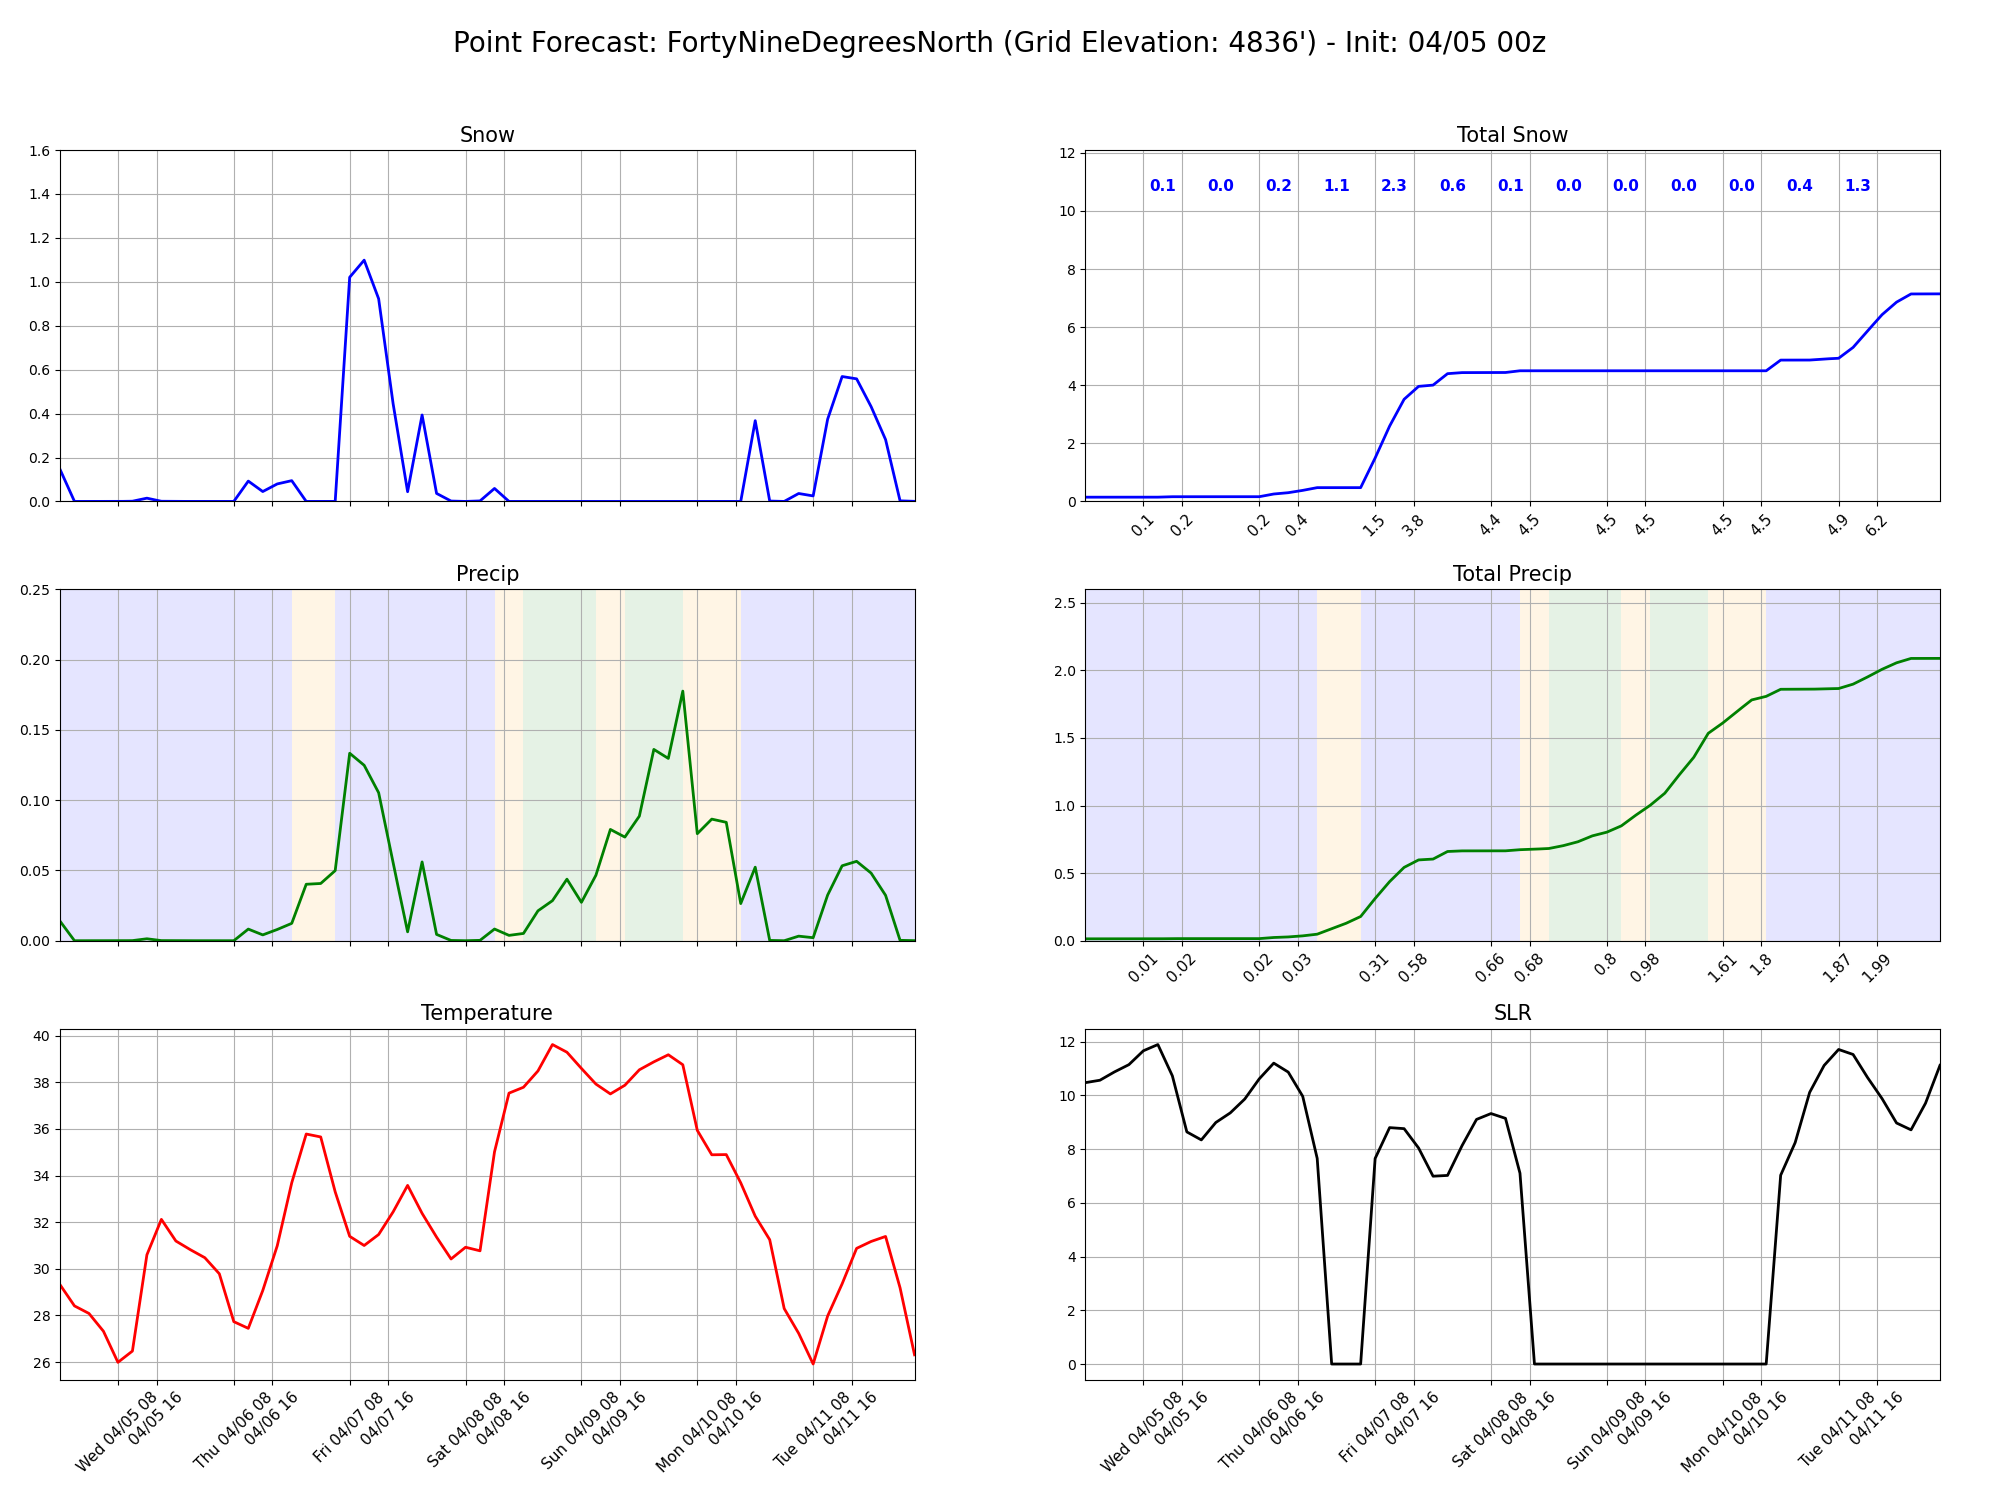 Point Forecast: FortyNineDegreesNorth (Grid Elevation: 4836') - Init: 04/05 00z
Snow
1.6
1.4
1.2
1.0
0.8
0.6
0.4
0.2
0.0
Total Snow
12
10
8
6
4
2
0
0.1 0.0 0.2 1.1 2.3 0.6 0.1 0.0 0.0 0.0 0.0 0.4 1.3
0.1 0.2 0.2 0.4 1.5 3.8 4.4 4.5 4.5 4.5 4.5 4.5 4.9 6.2
Precip
0.25
0.20
0.15
0.10
0.05
0.00
Total Precip
2.5
2.0
1.5
1.0
0.5
0.0
0.01 0.02 0.02 0.03 0.31 0.58 0.66 0.68 0.8 0.98 1.61 1.8 1.87 1.99
Temperature
40
38
36
34
32
30
28
26
Wed 04/05 08
04/05 16
Thu 04/06 08
04/06 16
Fri 04/07 08
04/07 16
Sat 04/08 08
04/08 16
Sun 04/09 08
04/09 16
Mon 04/10 08
04/10 16
Tue 04/11 08
04/11 16
SLR
12
10
8
6
4
2
0
Wed 04/05 08
04/05 16
Thu 04/06 08
04/06 16
Fri 04/07 08
04/07 16
Sat 04/08 08
04/08 16
Sun 04/09 08
04/09 16
Mon 04/10 08
04/10 16
Tue 04/11 08
04/11 16